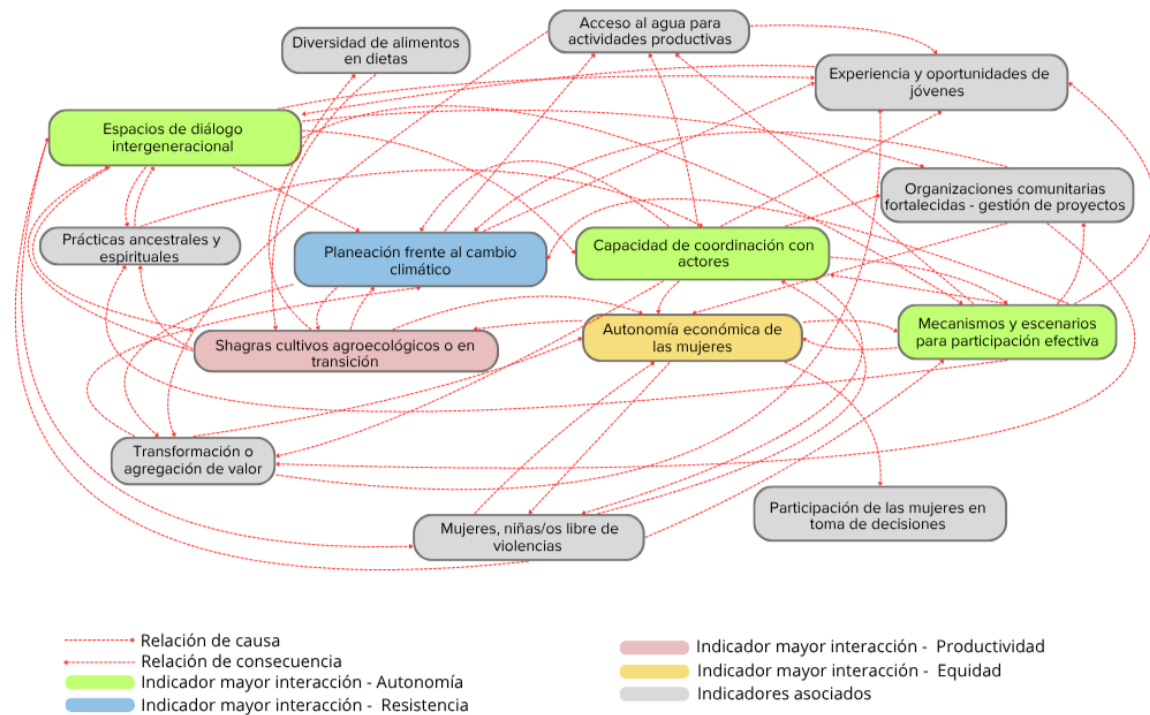 Acceso al agua para
actividades productivas
Diversidad de alimentos
en dietas
Experiencia y oportunidades de
jóvenes
Espacios de diálogo
intergeneracional
Organizaciones comunitarias
fortalecidas - gestión de proyectos
Prácticas ancestrales y
espirituales
Planeación frente al cambio
climático
Capacidad de coordinación con
actores
Shagras cultivos agroecológicos o en
transición
Autonomía económica de
las mujeres
Mecanismos y escenarios
para participación efectiva
Transformación o
agregación de valor
Mujeres, niñas/os libre de
violencias
Participación de las mujeres en
toma de decisiones
Relación de causa
Relación de consecuencia
Indicador mayor interacción - Autonomía
Indicador mayor interacción - Resistencia
Indicador mayor interacción - Productividad
Indicador mayor interacción - Equidad
Indicadores asociados